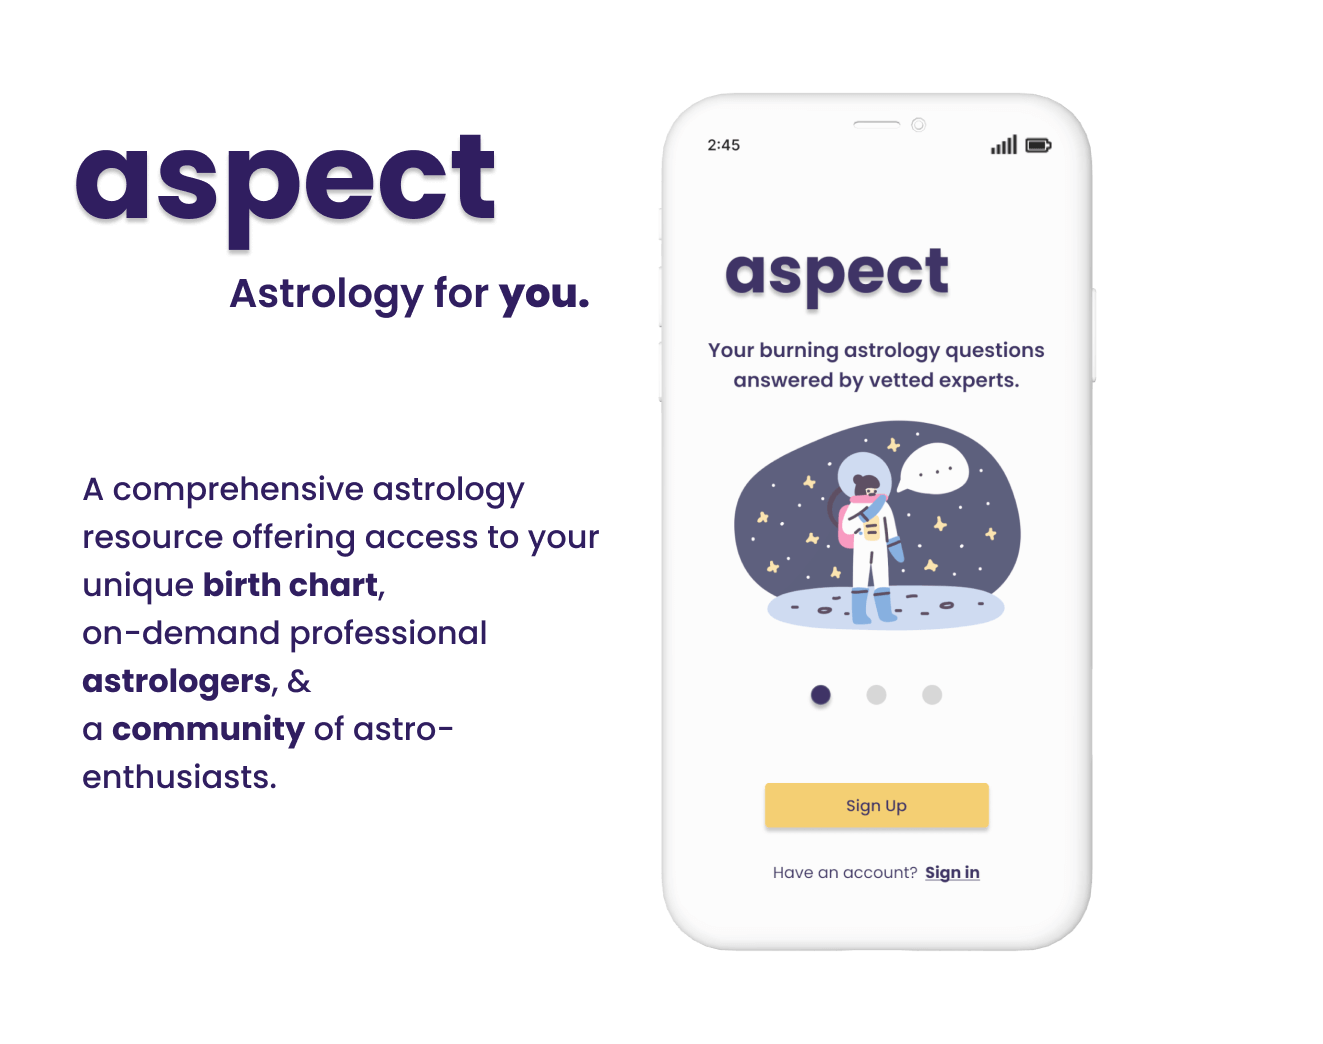 aspect
Astrology for you.
A comprehensive astrology
resource offering access to your
unique birth chart,
on-demand professional
astrologers, &
a community of astro-
enthusiasts.
2:45
aspect
Your burning astrology questions
answered by vetted experts.
Sign Up
Have an account? Sign in